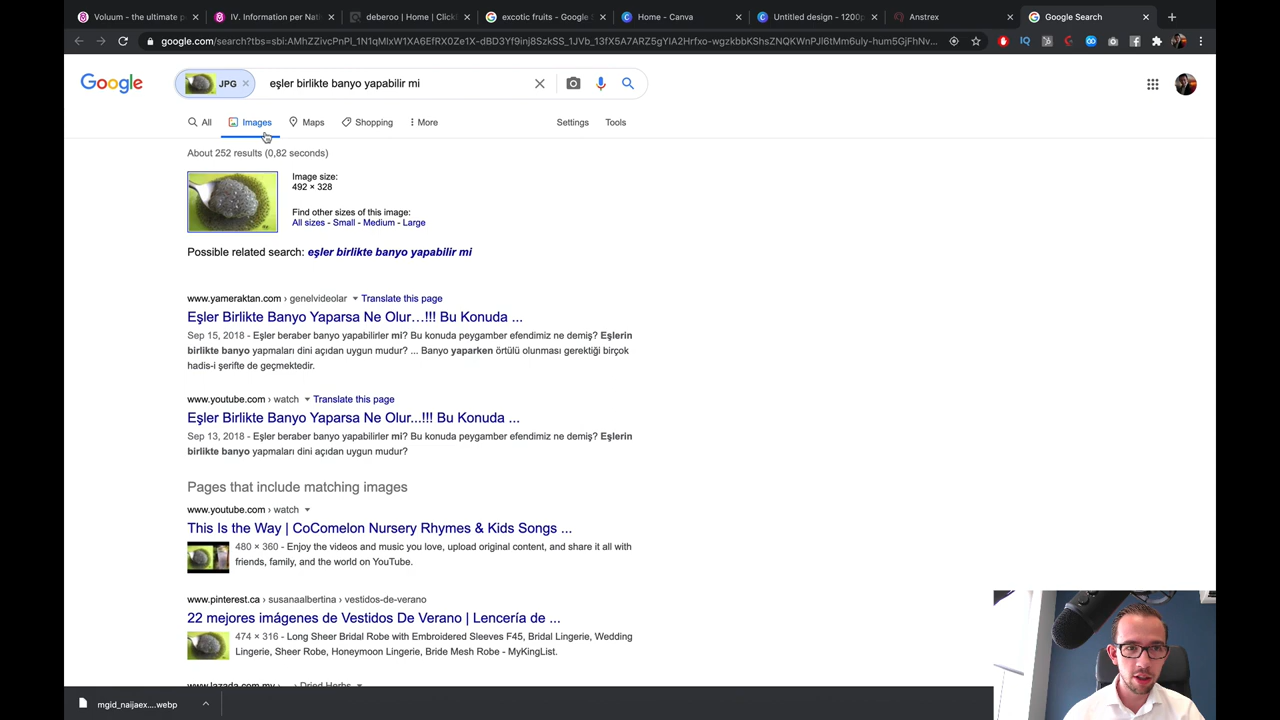 Voluum - the ultimate p
IV. Information per Nati
deberoo | Home | Click
excotic fruits - Google
Home - Canva
Untitled design - 1200p
Anstrex
Google Search
Google
JPG
eşler birlikte banyo yapabilir mi
All
Images
Maps
Shopping
More
Settings
Tools
About 252 results (0,82 seconds)
Image size:
492 × 328
Find other sizes of this image:
All sizes - Small - Medium - Large
Possible related search: eşler birlikte banyo yapabilir mi
www.yameraktan.com › genelvideolar Translate this page
Eşler Birlikte Banyo Yaparsa Ne Olur…!!! Bu Konuda ...
Sep 15, 2018 - Eşler beraber banyo yapabilirler mi? Bu konuda peygamber efendimiz ne demiş? Eşlerin
birlikte banyo yapmaları dini açıdan uygun mudur? ... Banyo yaparken örtülü olunması gerektiği birçok
hadis-i şerifte de geçmektedir.
www.youtube.com › watch Translate this page
Eşler Birlikte Banyo Yaparsa Ne Olur...!!! Bu Konuda ...
Sep 13, 2018 - Eşler beraber banyo yapabilirler mi? Bu konuda peygamber efendimiz ne demiş? Eşlerin
birlikte banyo yapmaları dini açıdan uygun mudur?
Pages that include matching images
www.youtube.com › watch
This Is the Way | CoComelon Nursery Rhymes & Kids Songs ...
480 × 360 - Enjoy the videos and music you love, upload original content, and share it all with
friends, family, and the world on YouTube.
www.pinterest.ca › susanaalbertina › vestidos-de-verano
22 mejores imágenes de Vestidos De Verano | Lencería de ...
474 × 316 - Long Sheer Bridal Robe with Embroidered Sleeves F45, Bridal Lingerie, Wedding
Lingerie, Sheer Robe, Honeymoon Lingerie, Bride Mesh Robe - MyKingList.
www.lazada.com.my › ... › Dried Herbs
mgid_naijaex....webp